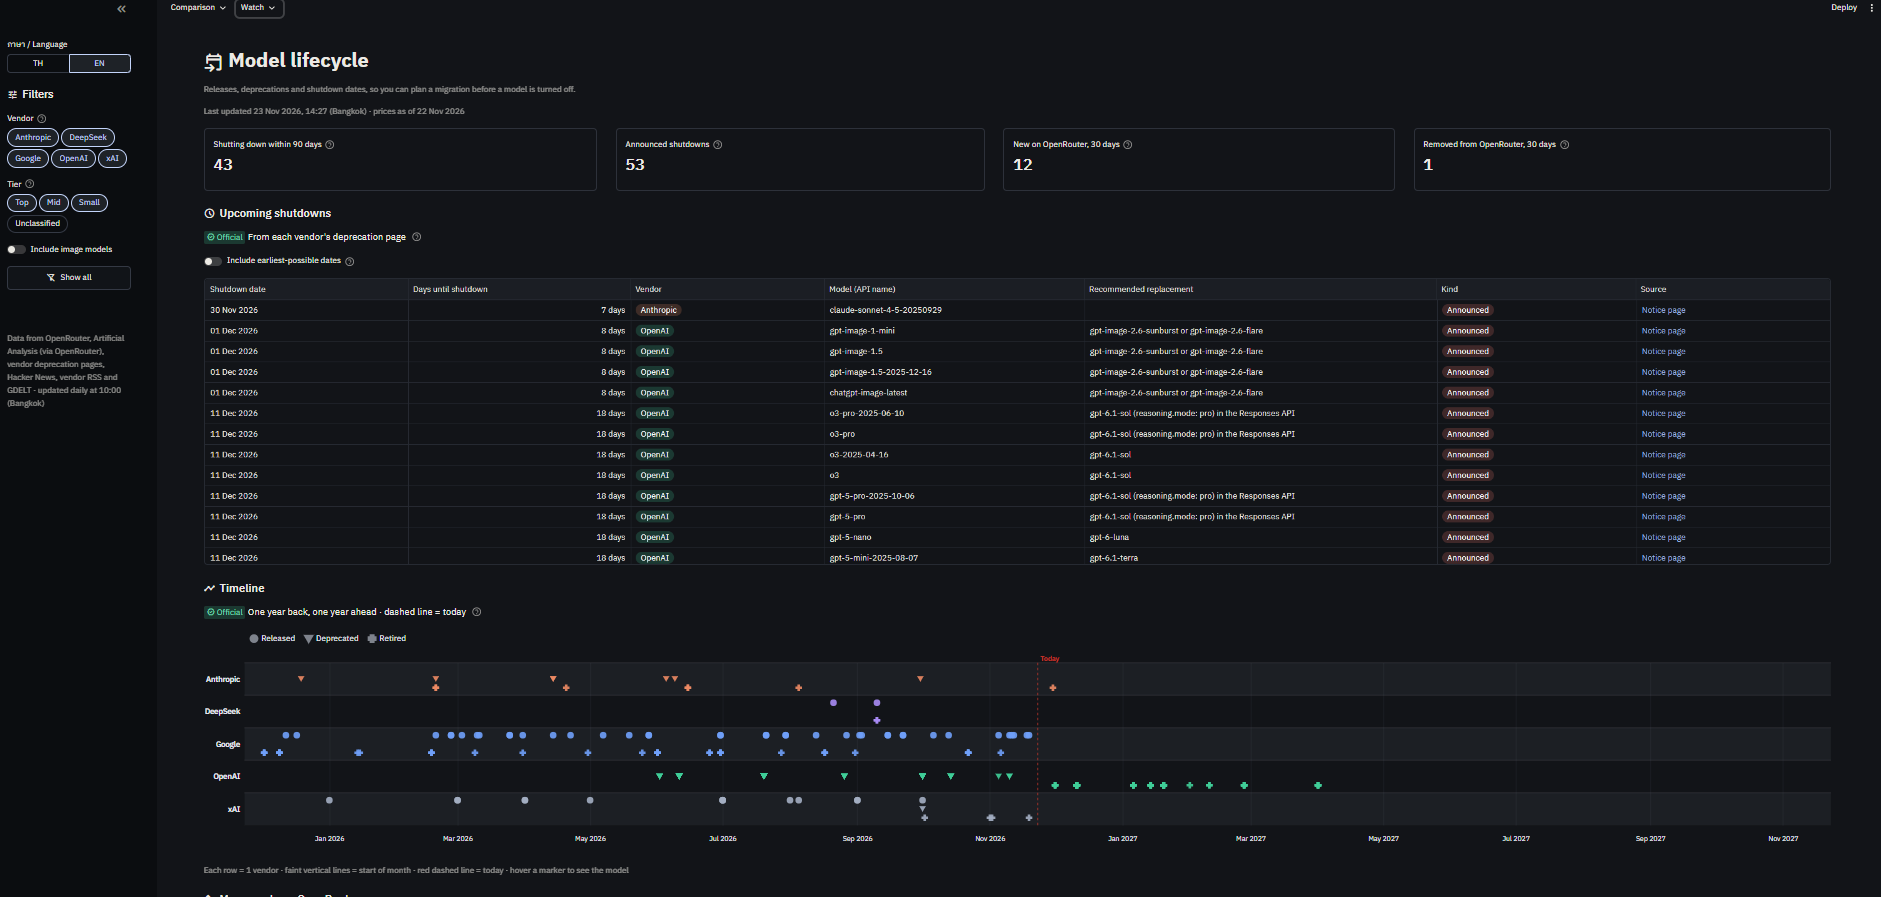 Comparison
Watch
Deploy
ภาษา / Language
TH
EN
Filters
Vendor
Anthropic
DeepSeek
Google
OpenAI
xAI
Tier
Top
Mid
Small
Unclassified
Include image models
Show all
Data from OpenRouter, Artificial
Analysis (via OpenRouter),
vendor deprecation pages,
Hacker News, vendor RSS and
GDELT · updated daily at 10:00
(Bangkok)
Model lifecycle
Releases, deprecations and shutdown dates, so you can plan a migration before a model is turned off.
Last updated 23 Nov 2026, 14:27 (Bangkok) · prices as of 22 Nov 2026
Shutting down within 90 days
43
Announced shutdowns
53
New on OpenRouter, 30 days
12
Removed from OpenRouter, 30 days
1
Upcoming shutdowns
Official From each vendor's deprecation page
Include earliest-possible dates
Shutdown date Days until shutdown Vendor Model (API name) Recommended replacement Kind Source
30 Nov 2026 7 days Anthropic claude-sonnet-4-5-20250929 Announced Notice page
01 Dec 2026 8 days OpenAI gpt-image-1-mini gpt-image-2.6-sunburst or gpt-image-2.6-flare Announced Notice page
01 Dec 2026 8 days OpenAI gpt-image-1.5 gpt-image-2.6-sunburst or gpt-image-2.6-flare Announced Notice page
01 Dec 2026 8 days OpenAI gpt-image-1.5-2025-12-16 gpt-image-2.6-sunburst or gpt-image-2.6-flare Announced Notice page
01 Dec 2026 8 days OpenAI chatgpt-image-latest gpt-image-2.6-sunburst or gpt-image-2.6-flare Announced Notice page
11 Dec 2026 18 days OpenAI o3-pro-2025-06-10 gpt-6.1-sol (reasoning.mode: pro) in the Responses API Announced Notice page
11 Dec 2026 18 days OpenAI o3-pro gpt-6.1-sol (reasoning.mode: pro) in the Responses API Announced Notice page
11 Dec 2026 18 days OpenAI o3-2025-04-16 gpt-6.1-sol Announced Notice page
11 Dec 2026 18 days OpenAI o3 gpt-6.1-sol Announced Notice page
11 Dec 2026 18 days OpenAI gpt-5-pro-2025-10-06 gpt-6.1-sol (reasoning.mode: pro) in the Responses API Announced Notice page
11 Dec 2026 18 days OpenAI gpt-5-pro gpt-6.1-sol (reasoning.mode: pro) in the Responses API Announced Notice page
11 Dec 2026 18 days OpenAI gpt-5-nano gpt-6-luna Announced Notice page
11 Dec 2026 18 days OpenAI gpt-5-mini-2025-08-07 gpt-6.1-terra Announced Notice page
Timeline
Official One year back, one year ahead · dashed line = today
Released Deprecated Retired
Today
Anthropic
DeepSeek
Google
OpenAI
xAI
Jan 2026 Mar 2026 May 2026 Jul 2026 Sep 2026 Nov 2026 Jan 2027 Mar 2027 May 2027 Jul 2027 Sep 2027 Nov 2027
Each row = 1 vendor · faint vertical lines = start of month · red dashed line = today · hover a marker to see the model